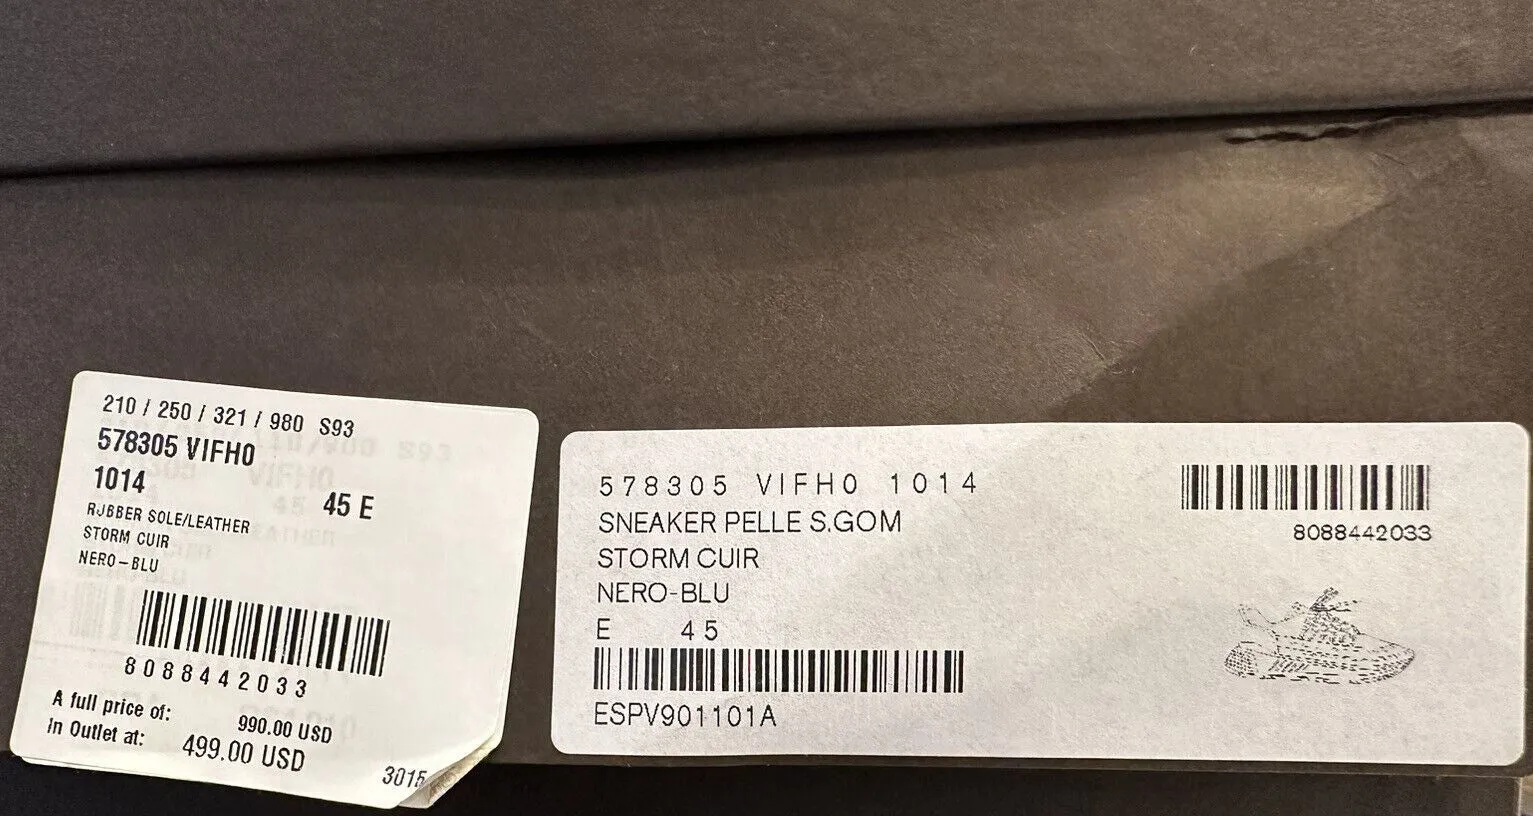 210 / 250 / 321 / 980 S93
578305 VIFH0
1014
45 E
RUBBER SOLE/LEATHER
STORM CUIR
NERO-BLU
8088442033
A full price of: 990.00 USD
In Outlet at: 499.00 USD
3015
578305 VIFH0 1014
SNEAKER PELLE S.GOM
STORM CUIR
NERO-BLU
E 45
ESPV901101A
8088442033